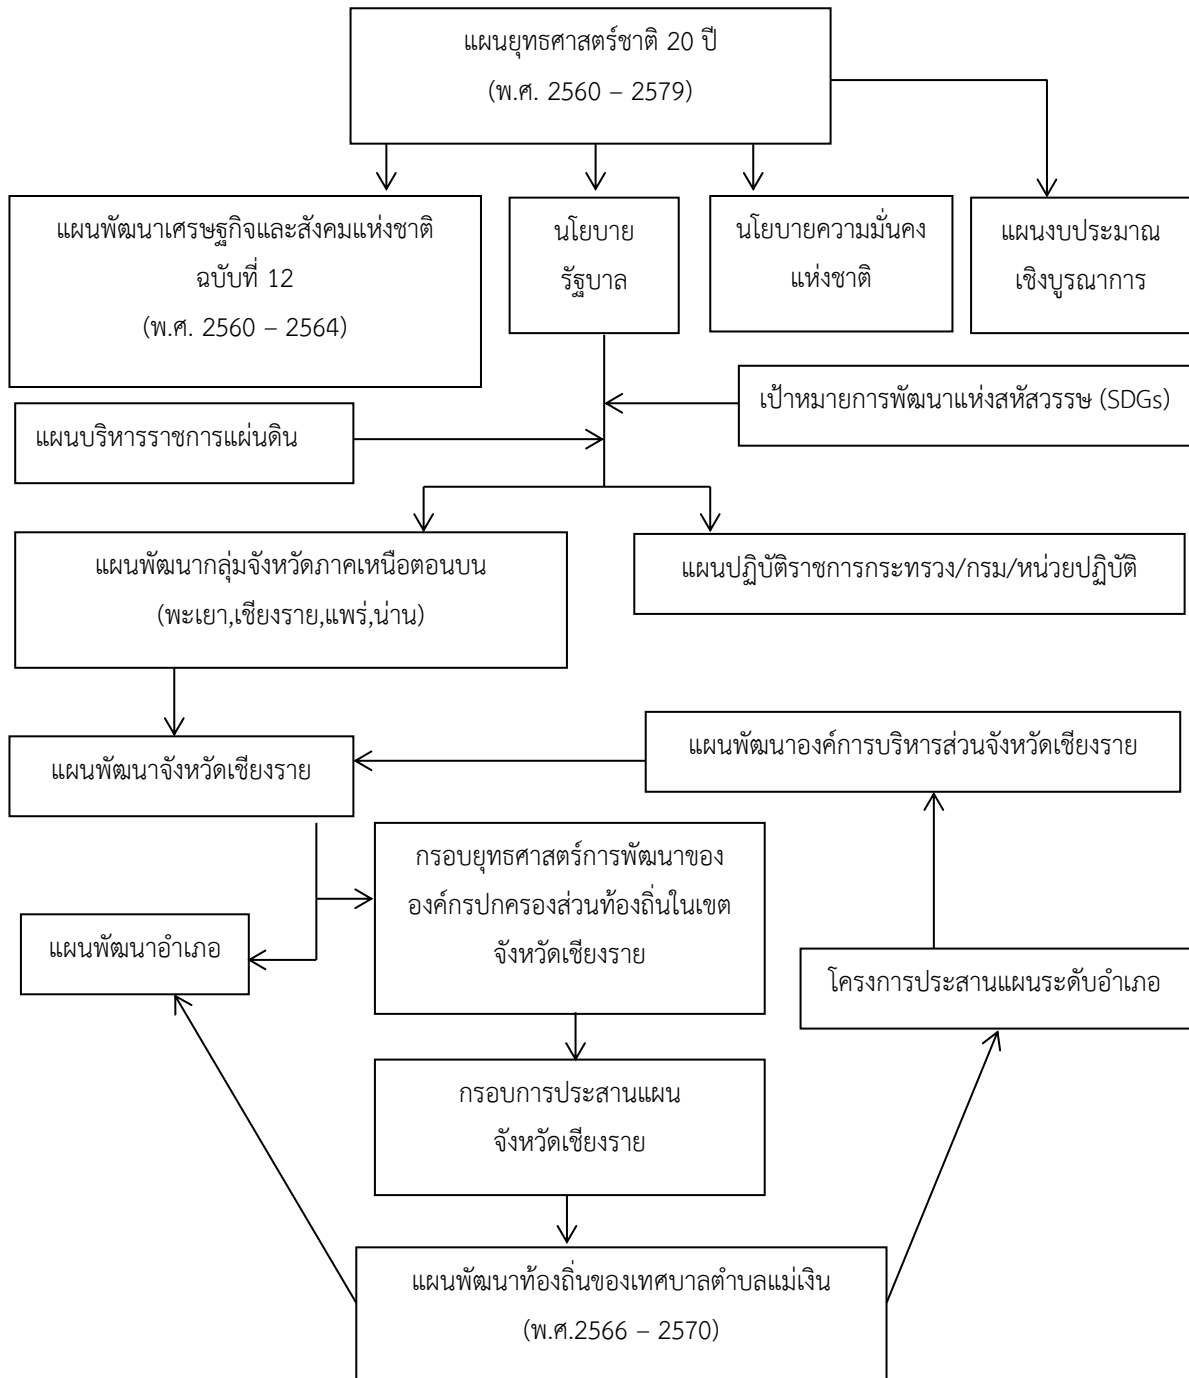 แผนยุทธศาสตร์ชาติ 20 ปี
(พ.ศ. 2560 – 2579)
แผนพัฒนาเศรษฐกิจและสังคมแห่งชาติ
ฉบับที่ 12
(พ.ศ. 2560 – 2564)
นโยบาย
รัฐบาล
นโยบายความมั่นคง
แห่งชาติ
แผนงบประมาณ
เชิงบูรณาการ
เป้าหมายการพัฒนาแห่งสหัสวรรษ (SDGs)
แผนบริหารราชการแผ่นดิน
แผนพัฒนากลุ่มจังหวัดภาคเหนือตอนบน
(พะเยา,เชียงราย,แพร่,น่าน)
แผนปฏิบัติราชการกระทรวง/กรม/หน่วยปฏิบัติ
แผนพัฒนาองค์การบริหารส่วนจังหวัดเชียงราย
แผนพัฒนาจังหวัดเชียงราย
กรอบยุทธศาสตร์การพัฒนาของ
องค์กรปกครองส่วนท้องถิ่นในเขต
จังหวัดเชียงราย
แผนพัฒนาอำเภอ
โครงการประสานแผนระดับอำเภอ
กรอบการประสานแผน
จังหวัดเชียงราย
แผนพัฒนาท้องถิ่นของเทศบาลตำบลแม่เงิน
(พ.ศ.2566 – 2570)